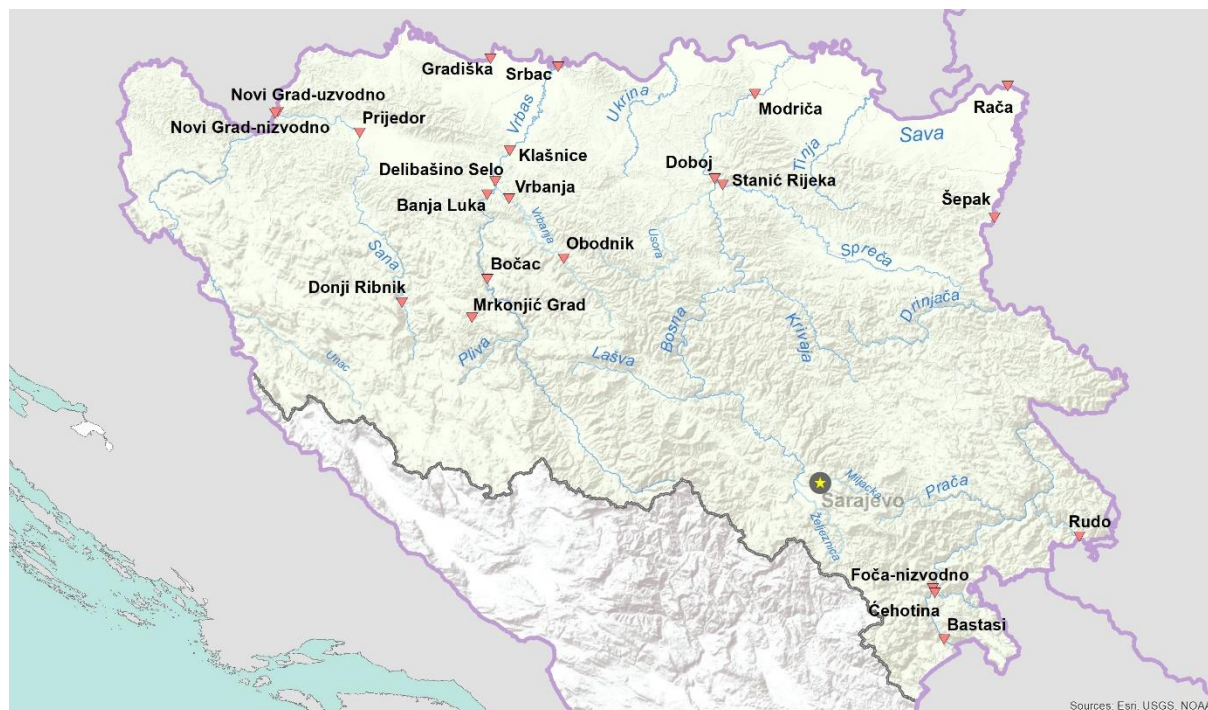 Gradiška
Srbac
Novi Grad-uzvodno
Novi Grad-nizvodno
Prijedor
Vrbas
Ukrina
Modriča
Rača
Sava
Tinja
Klašnice
Delibašino Selo
Vrbanja
Banja Luka
Doboj
Stanić Rijeka
Šepak
Vrbanja
Usora
Obodnik
Spreča
Sana
Bočac
Donji Ribnik
Mrkonjić Grad
Drinjača
Bosna
Krivaja
Pliva
Lašva
Unac
Miljacka
Prača
Sarajevo
Željeznica
Rudo
Foča-nizvodno
Ćehotina
Bastasi
Sources: Esri, USGS, NOAA